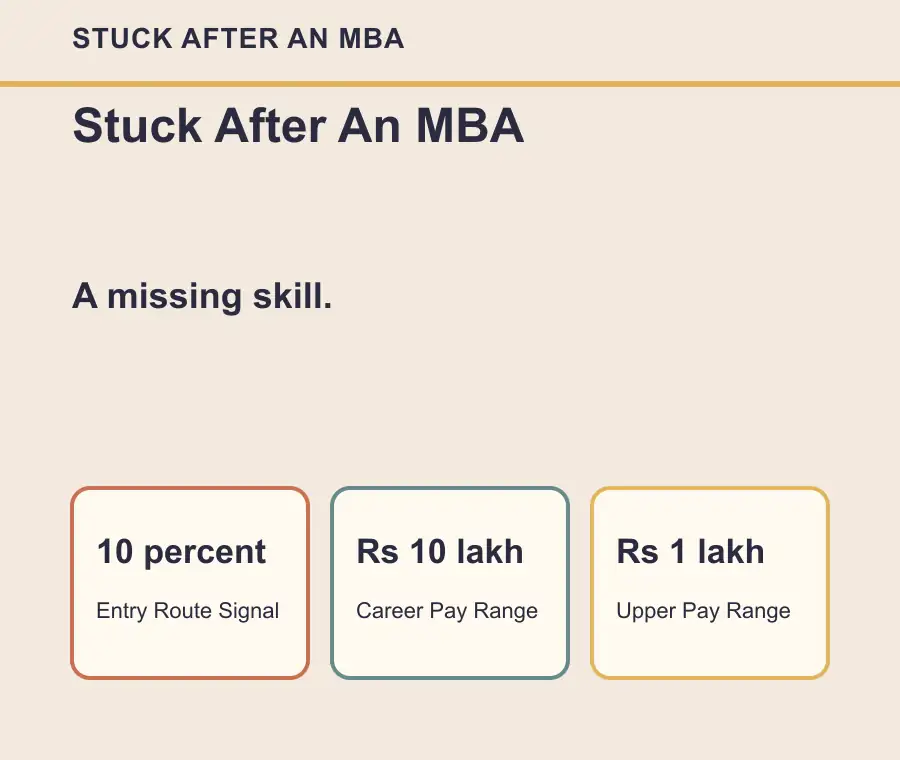 STUCK AFTER AN MBA
Stuck After An MBA
A missing skill.
10 percent
Entry Route Signal
Rs 10 lakh
Career Pay Range
Rs 1 lakh
Upper Pay Range